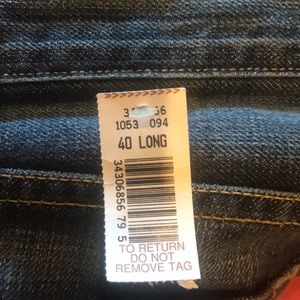 1053 094
40 LONG
34306856 79 5
TO RETURN
DO NOT
REMOVE TAG